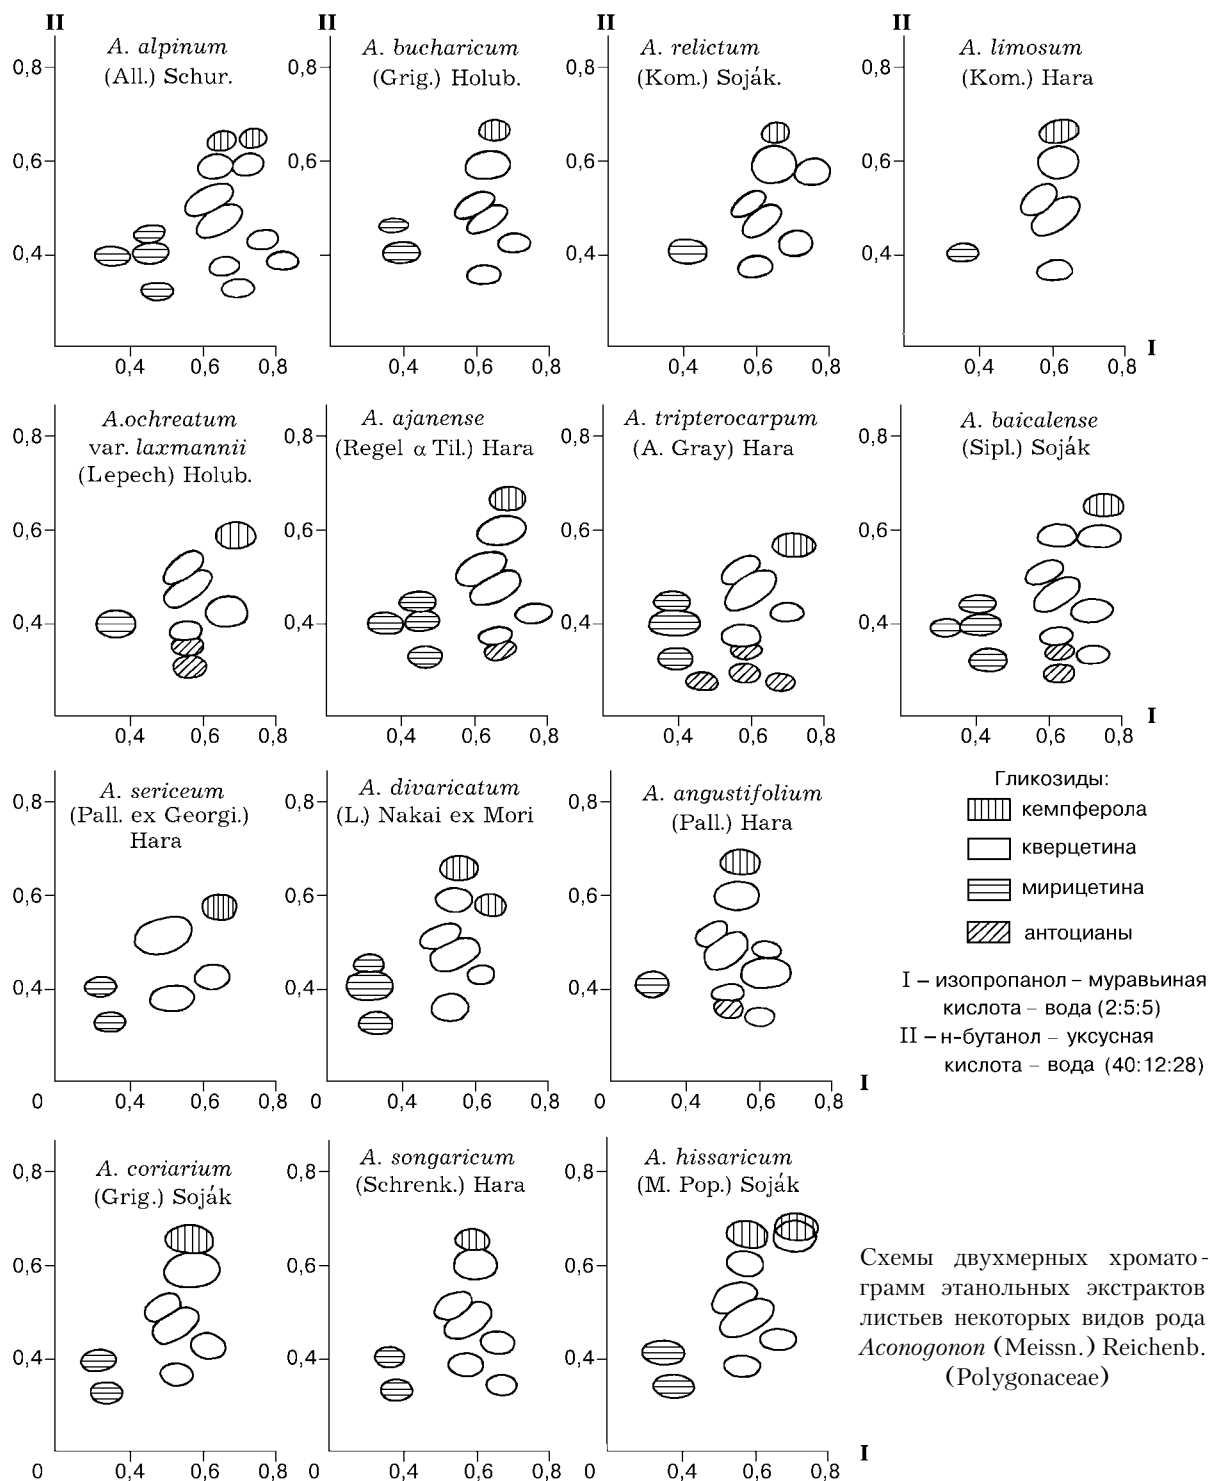 II II II II
A. alpinum
(All.) Schur.
0,8
0,6
0,4
0,4 0,6 0,8
A. bucharicum
(Grig.) Holub.
0,8
0,6
0,4 0,6 0,8
A. relictum
(Kom.) Soják.
0,8
0,6
0,4
0,4 0,6 0,8
A. limosum
(Kom.) Hara
0,8
0,6
0,4
0,4 0,6 0,8
I
A.ochreatum
var. laxmannii
(Lepech) Holub.
0,8
0,6
0,4
0,4 0,6 0,8
A. ajanense
(Regel α Til.) Hara
0,8
0,6
0,4
0,4 0,6 0,8
A. tripterocarpum
(A. Gray) Hara
0,8
0,6
0,4
0,4 0,6 0,8
A. baicalense
(Sipl.) Soják
0,8
0,6
0,4
0,4 0,6 0,8
I
A. sericeum
(Pall. ex Georgi.)
Hara
0,8
0,6
0,4
0 0,4 0,6 0,8
A. divaricatum
(L.) Nakai ex Mori
0,8
0,6
0,4
0 0,4 0,6 0,8
A. angustifolium
(Pall.) Hara
0,8
0,6
0,4
0 0,4 0,6 0,8
I
Гликозиды:
кемпферола
кверцетина
мирицетина
антоцианы
I – изопропанол – муравьиная
кислота – вода (2:5:5)
II – н-бутанол – уксусная
кислота – вода (40:12:28)
A. coriarium
(Grig.) Soják
0,8
0,6
0,4
0 0,4 0,6 0,8
A. songaricum
(Schrenk.) Hara
0,8
0,6
0,4
0 0,4 0,6 0,8
A. hissaricum
(M. Pop.) Soják
0,8
0,6
0,4
0 0,4 0,6 0,8
I
Схемы двухмерных хромато-
грамм этанольных экстрактов
листьев некоторых видов рода
Aconogonon (Meissn.) Reichenb.
(Polygonaceae)